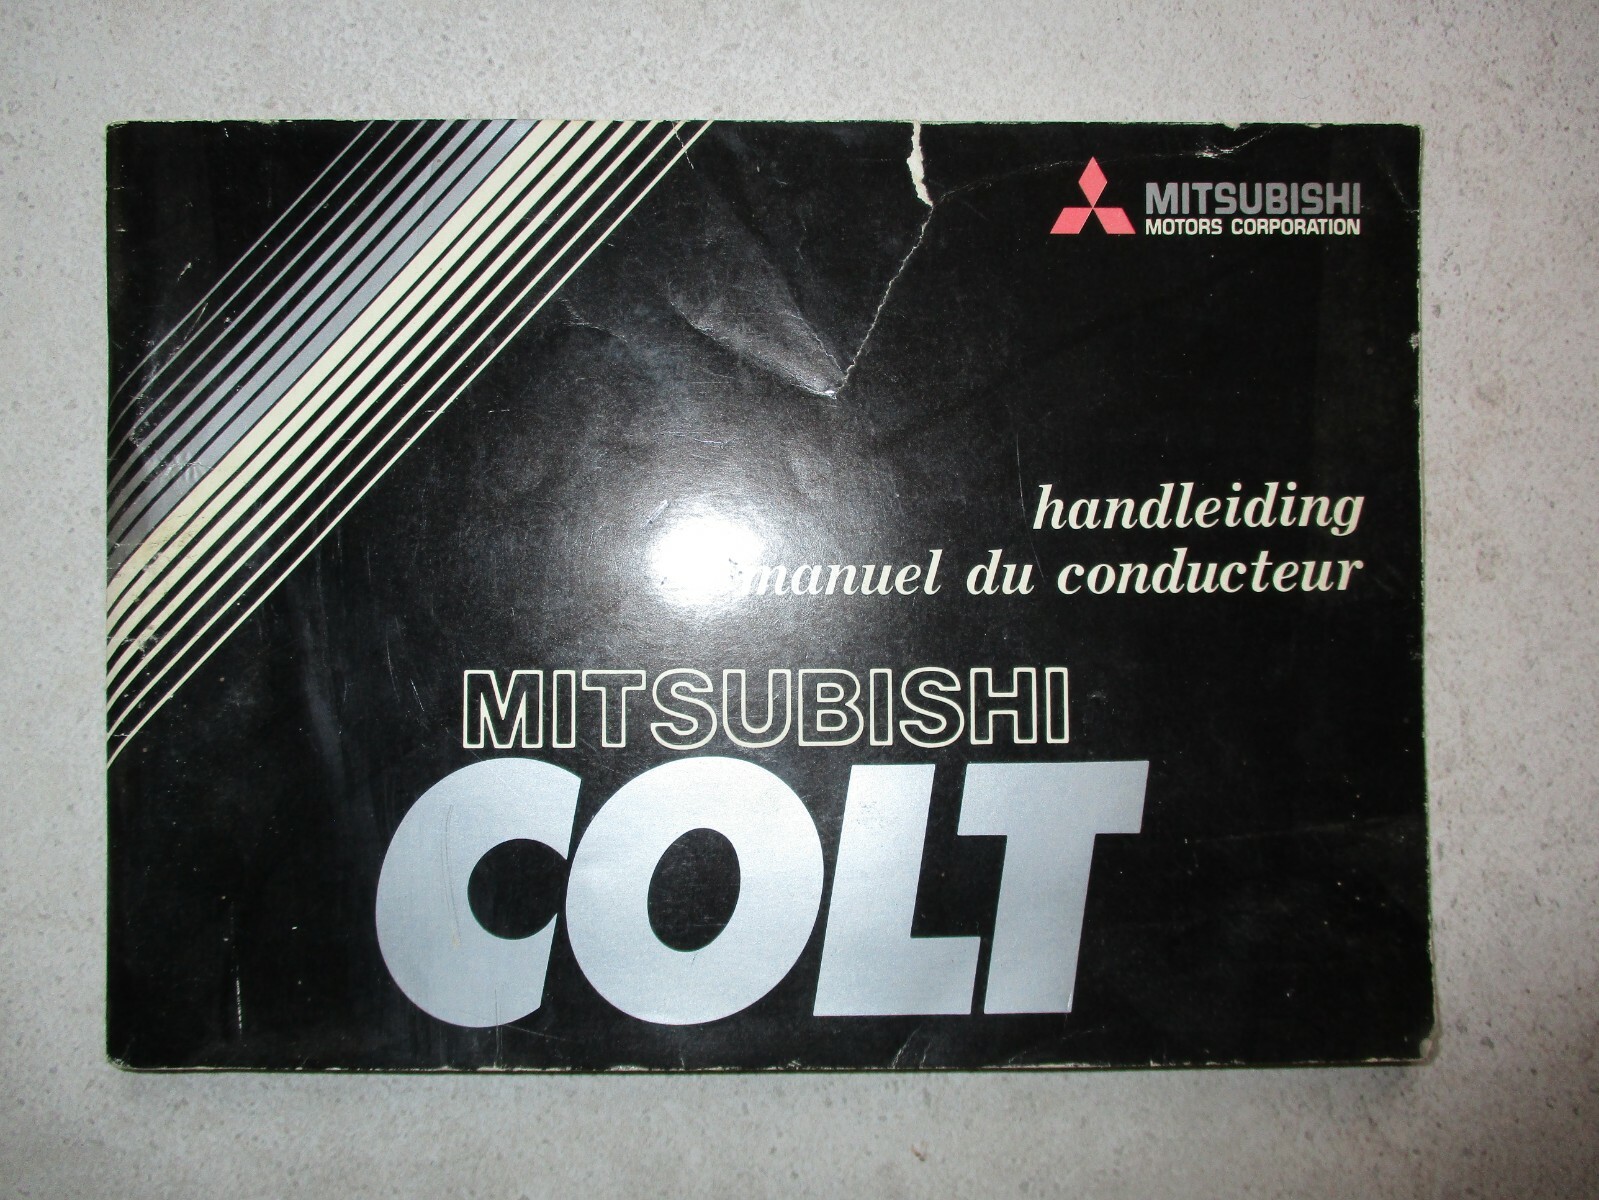 MITSUBISHI
MOTORS CORPORATION
handleiding
manuel du conducteur
MITSUBISHI
COLT